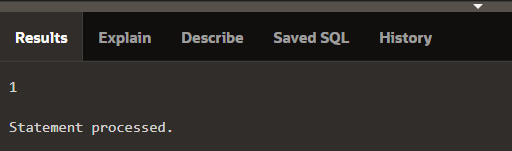 Results Explain Describe Saved SQL History
1
Statement processed.